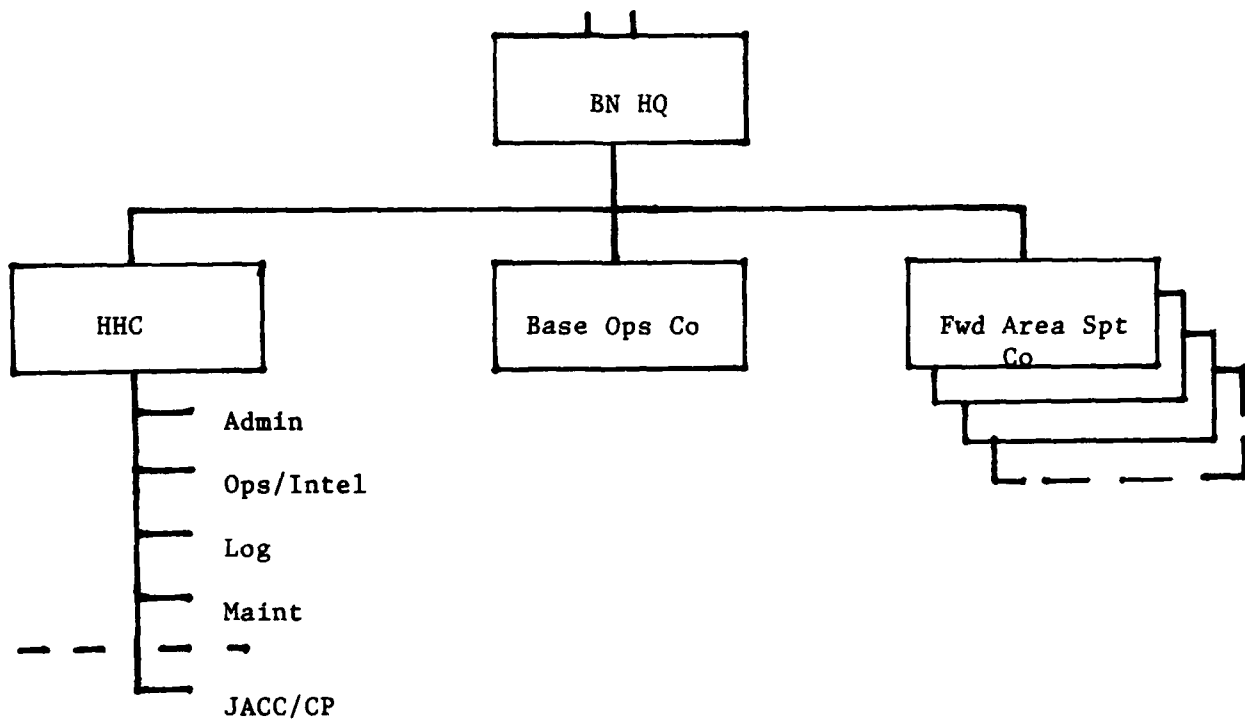 BN HQ
HHC
Base Ops Co
Fwd Area Spt
Co
Admin
Ops/Intel
Log
Maint
JACC/CP